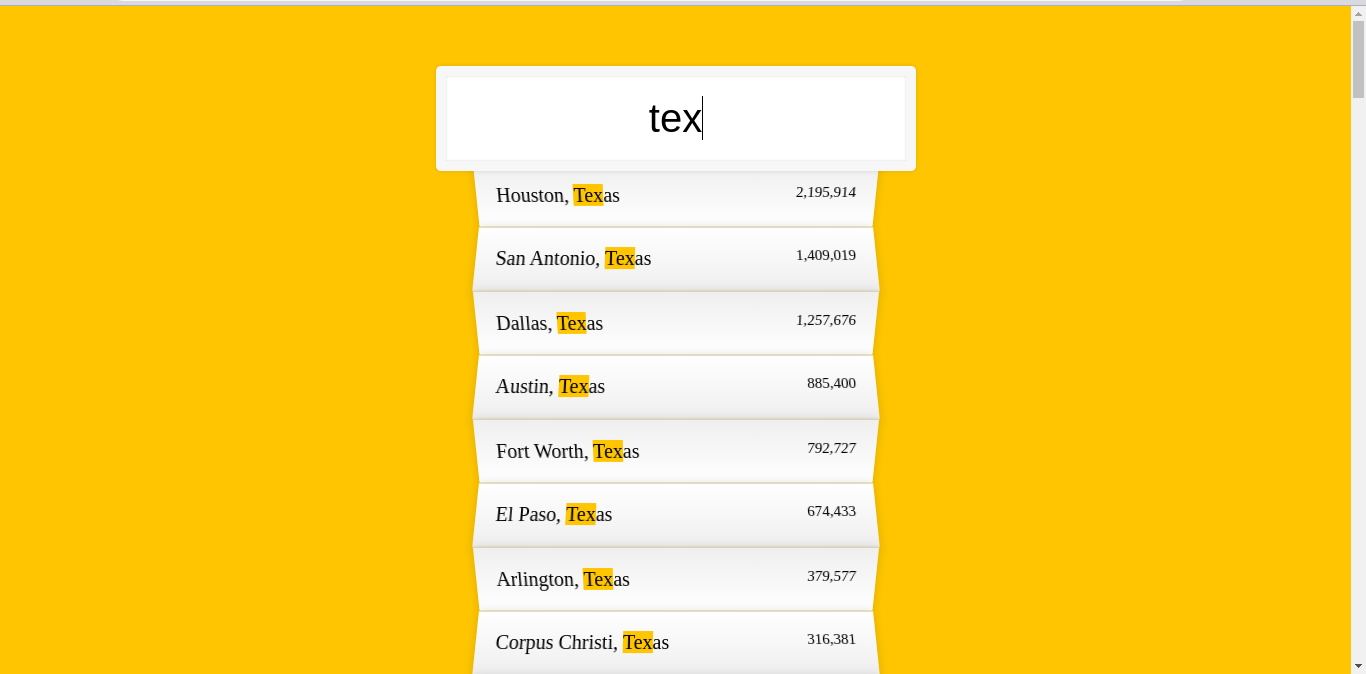 tex
Houston, Texas 2,195,914
San Antonio, Texas 1,409,019
Dallas, Texas 1,257,676
Austin, Texas 885,400
Fort Worth, Texas 792,727
El Paso, Texas 674,433
Arlington, Texas 379,577
Corpus Christi, Texas 316,381